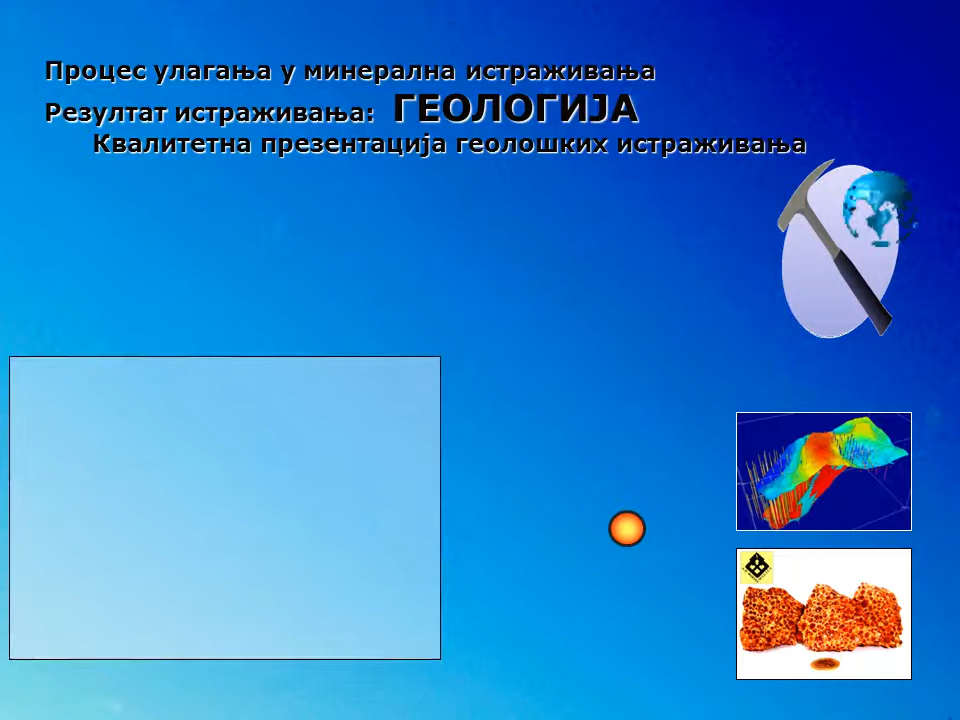 Процес улагања у минерална истраживања
Резултат истраживања: ГЕОЛОГИЈА
Квалитетна презентација геолошких истраживања